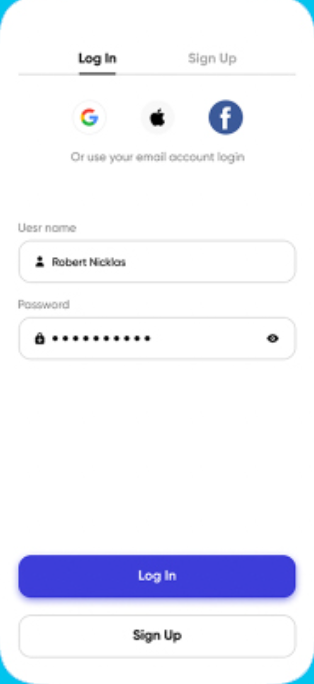 Log In
Sign Up
Or use your email account login
Uesr name
Robert Nicklas
Password
Log In
Sign Up